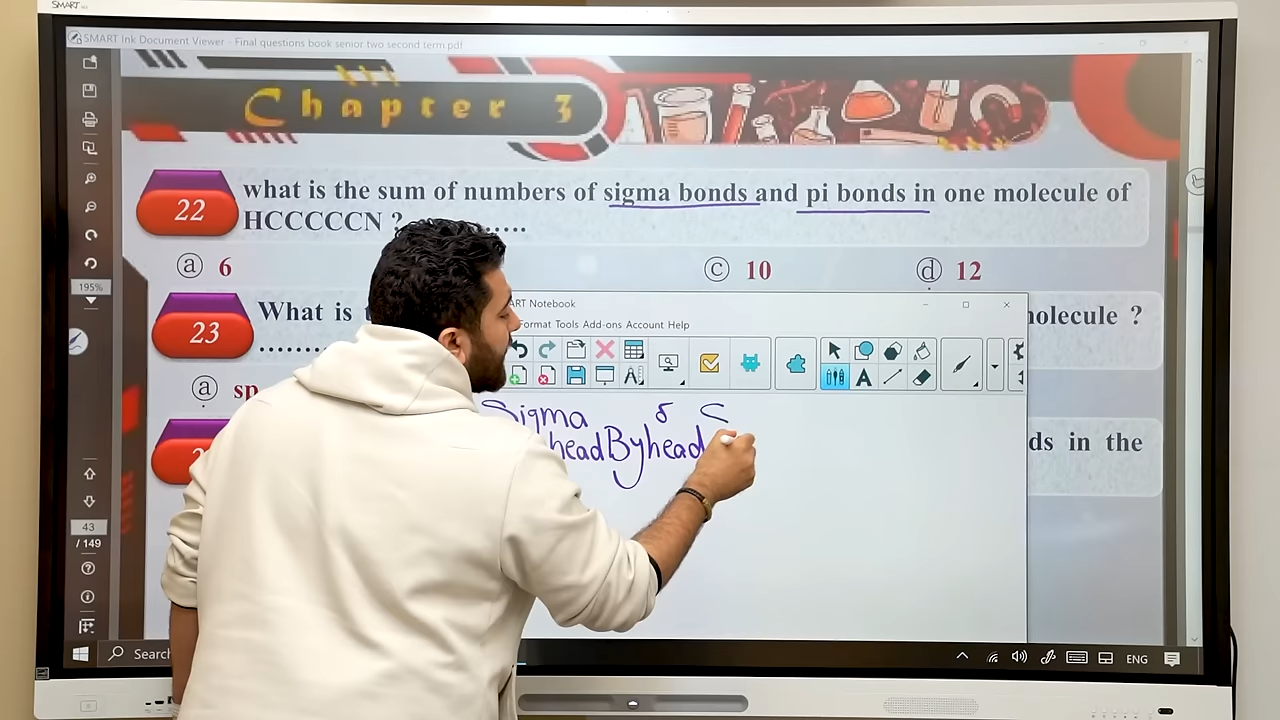 SMART
SMART Ink Document Viewer - Final questions book senior two second term pdf
Chapter 3
22
what is the sum of numbers of sigma bonds and pi bonds in one molecule of
HCCCCCN ? ......
a 6
c 10
d 12
195%
ART Notebook
Format Tools Add-ons Account Help
23
What is
molecule ?
.........
a sp
Sigma
head By head
ds in the
43
/ 149
Search
ENG